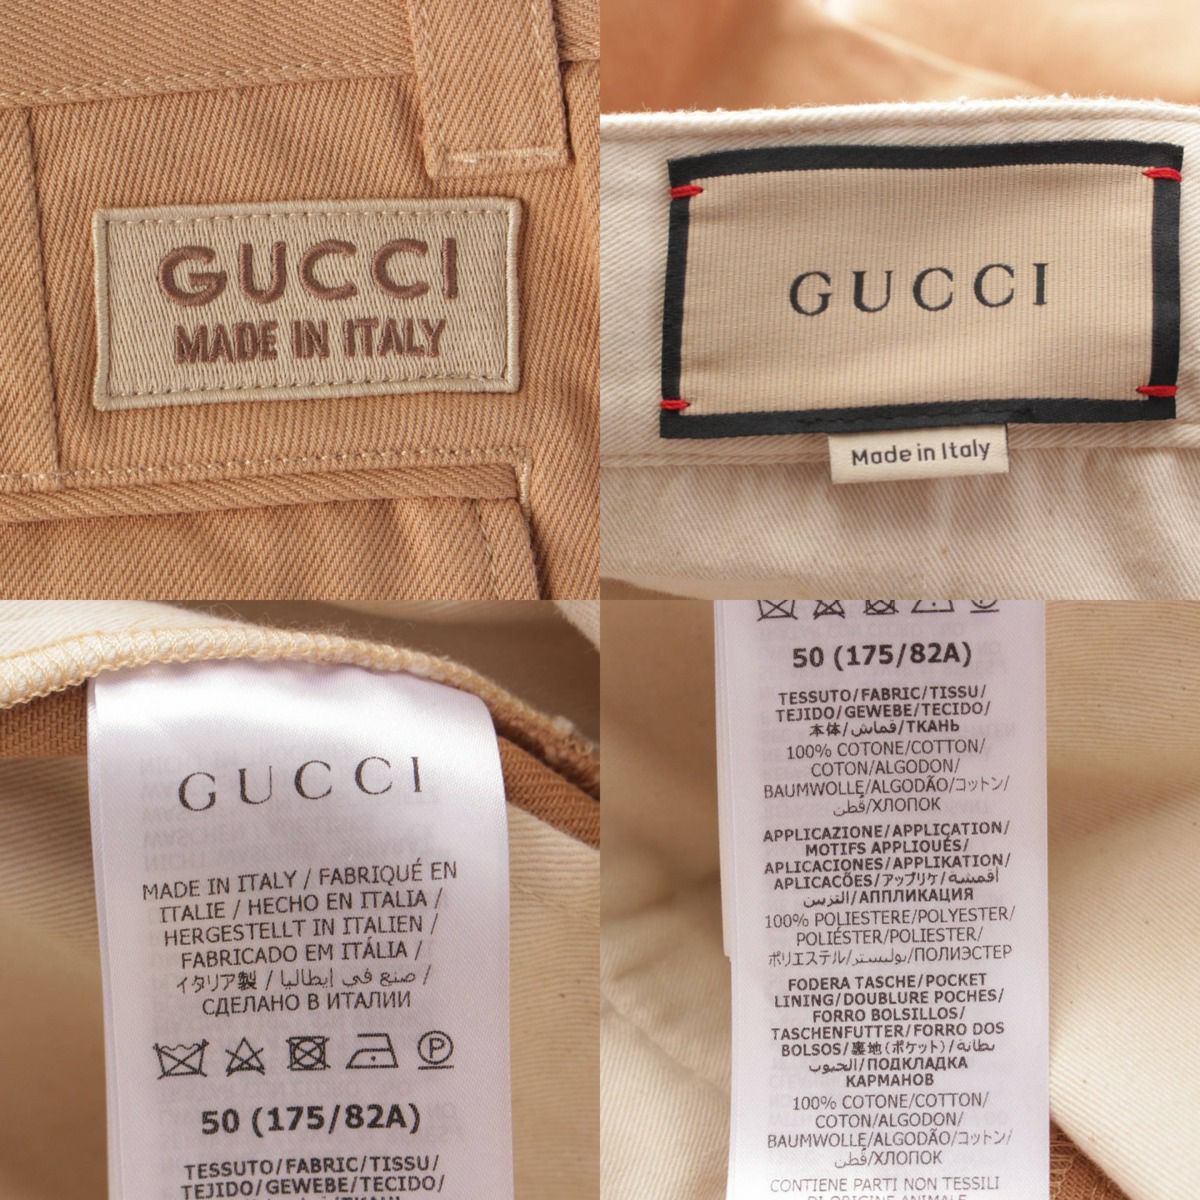 GUCCI
MADE IN ITALY
GUCCI
Made in Italy
GUCCI
MADE IN ITALY / FABRIQUÉ EN
ITALIE / HECHO EN ITALIA /
HERGESTELLT IN ITALIEN /
FABRICADO EM ITÁLIA /
イタリア製 / صنع في إيطاليا /
СДЕЛАНО В ИТАЛИИ
50 (175/82A)
TESSUTO/FABRIC/TISSU/
TEJIDO/GEWEBE/TECIDO/
50 (175/82A)
TESSUTO/FABRIC/TISSU/
TEJIDO/GEWEBE/TECIDO/
本体/قماش/ТКАНЬ
100% COTONE/COTTON/
COTON/ALGODON/
BAUMWOLLE/ALGODÃO/コットン/
قطن/ХЛОПОК
APPLICAZIONE/APPLICATION/
MOTIFS APPLIQUÉS/
APLICACIONES/APPLIKATION/
APLICACÕES/アップリケ/أقمشة
التزيين/АППЛИКАЦИЯ
100% POLIESTERE/POLYESTER/
POLIÉSTER/POLIESTER/
ポリエステル/بوليستر/ПОЛИЭСТЕР
FODERA TASCHE/POCKET
LINING/DOUBLURE POCHES/
FORRO BOLSILLOS/
TASCHENFUTTER/FORRO DOS
BOLSOS/裏地(ポケット)/بطانة
الجيوب/ПОДКЛАДКА
КАРМАНОВ
100% COTONE/COTTON/
COTON/ALGODON/
BAUMWOLLE/ALGODÃO/コットン/
قطن/ХЛОПОК
CONTIENE PARTI NON TESSILI
DI ORIGINE ANIMALE